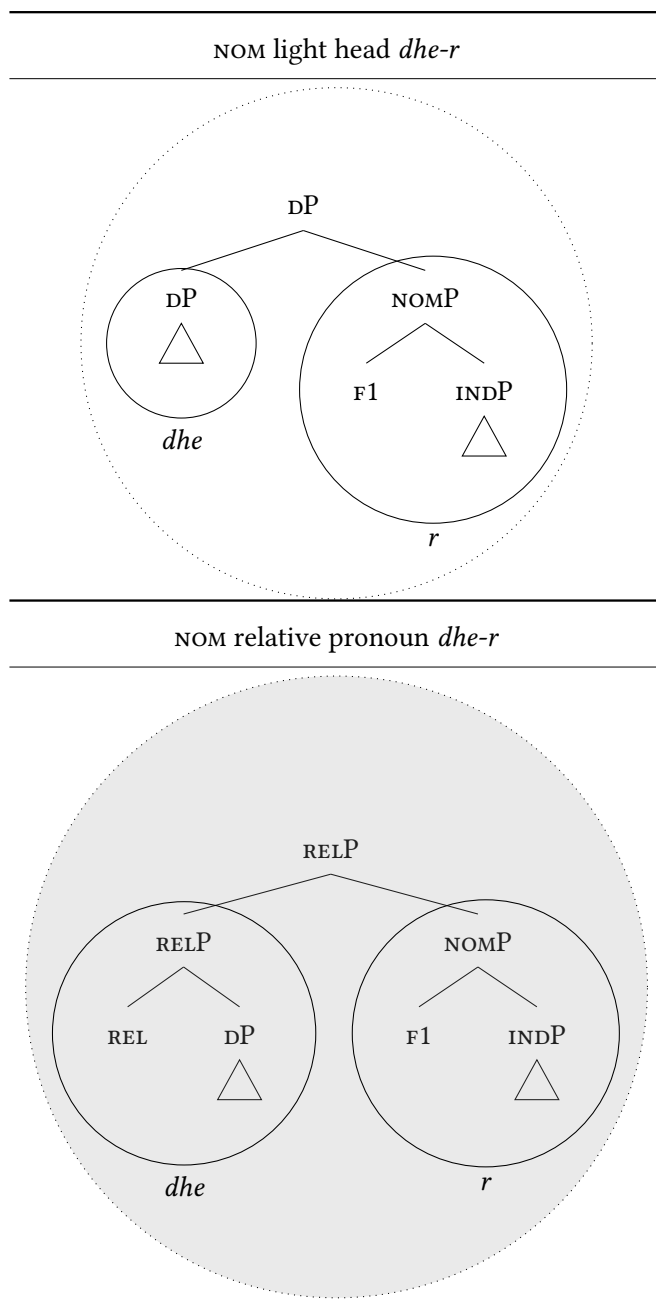 NOM light head dhe-r
DP
DP NOMP
F1 INDP
dhe
r
NOM relative pronoun dhe-r
RELP
RELP NOMP
REL DP F1 INDP
dhe r